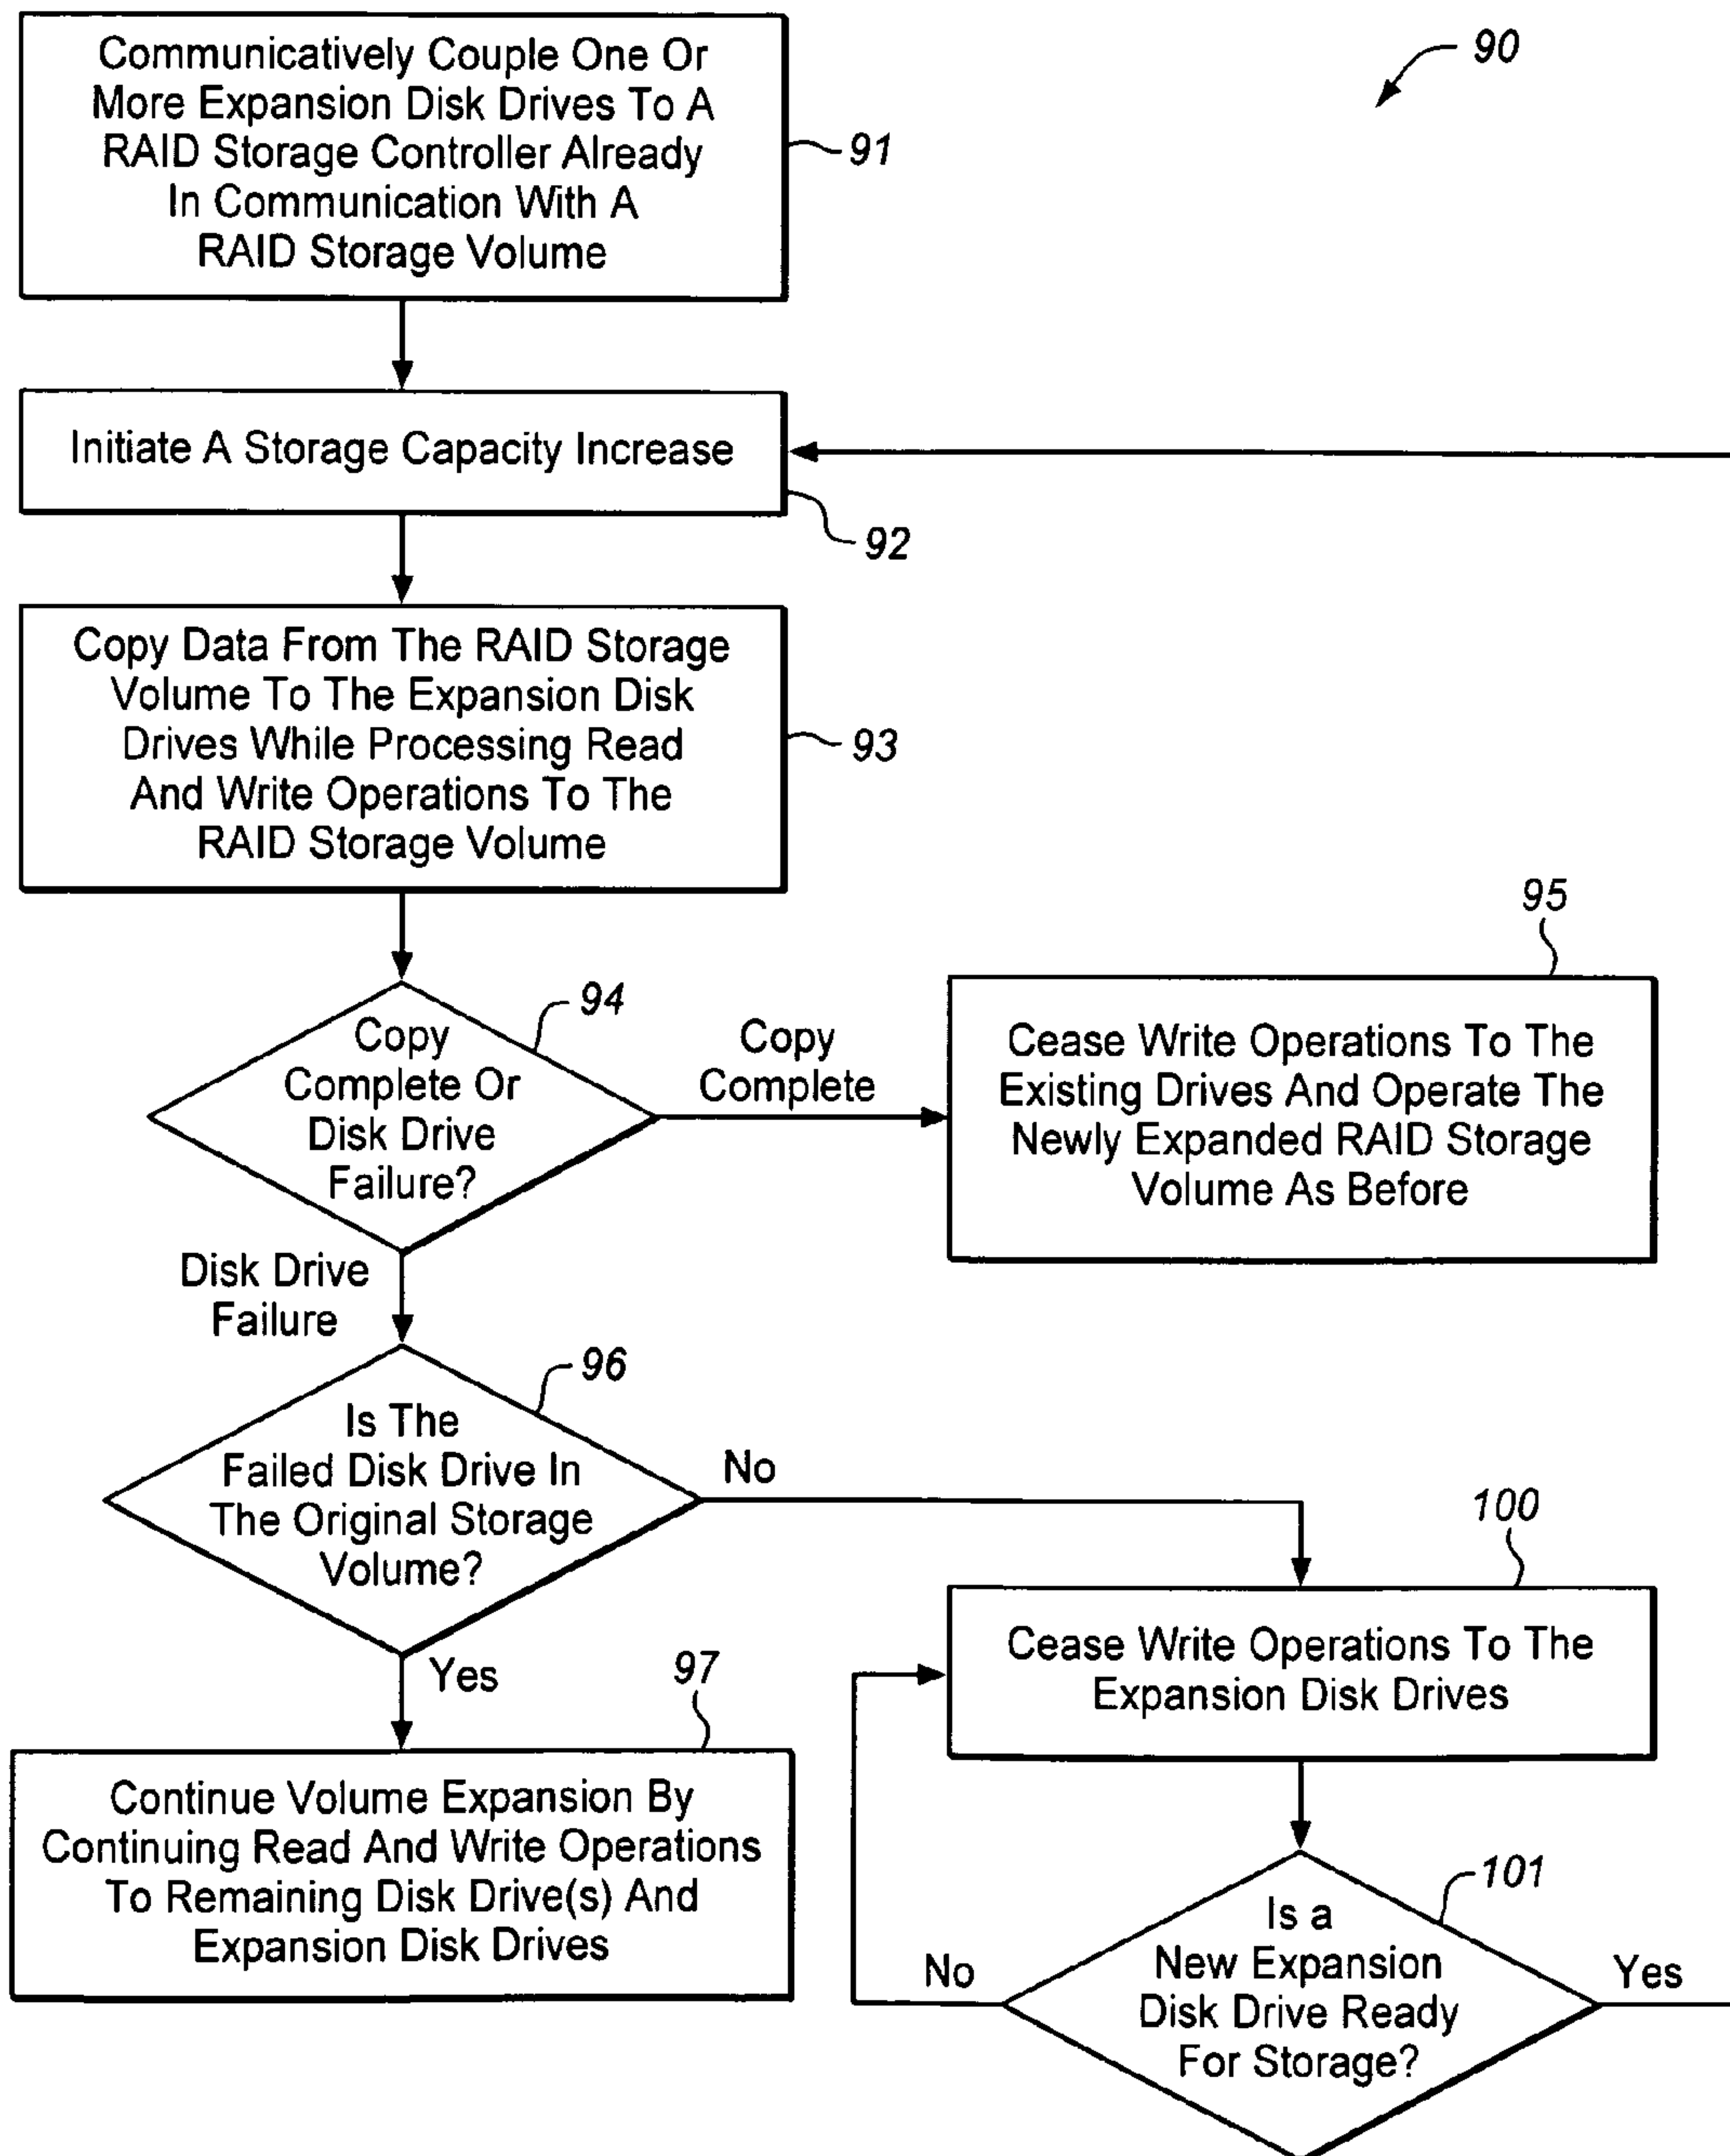 90
Communicatively Couple One Or
More Expansion Disk Drives To A
RAID Storage Controller Already
In Communication With A
RAID Storage Volume
91
Initiate A Storage Capacity Increase
92
Copy Data From The RAID Storage
Volume To The Expansion Disk
Drives While Processing Read
And Write Operations To The
RAID Storage Volume
93
94
Copy
Complete Or
Disk Drive
Failure?
Copy
Complete
95
Cease Write Operations To The
Existing Drives And Operate The
Newly Expanded RAID Storage
Volume As Before
Disk Drive
Failure
96
Is The
Failed Disk Drive In
The Original Storage
Volume?
No
Yes
97
Continue Volume Expansion By
Continuing Read And Write Operations
To Remaining Disk Drive(s) And
Expansion Disk Drives
100
Cease Write Operations To The
Expansion Disk Drives
101
Is a
New Expansion
Disk Drive Ready
For Storage?
No
Yes